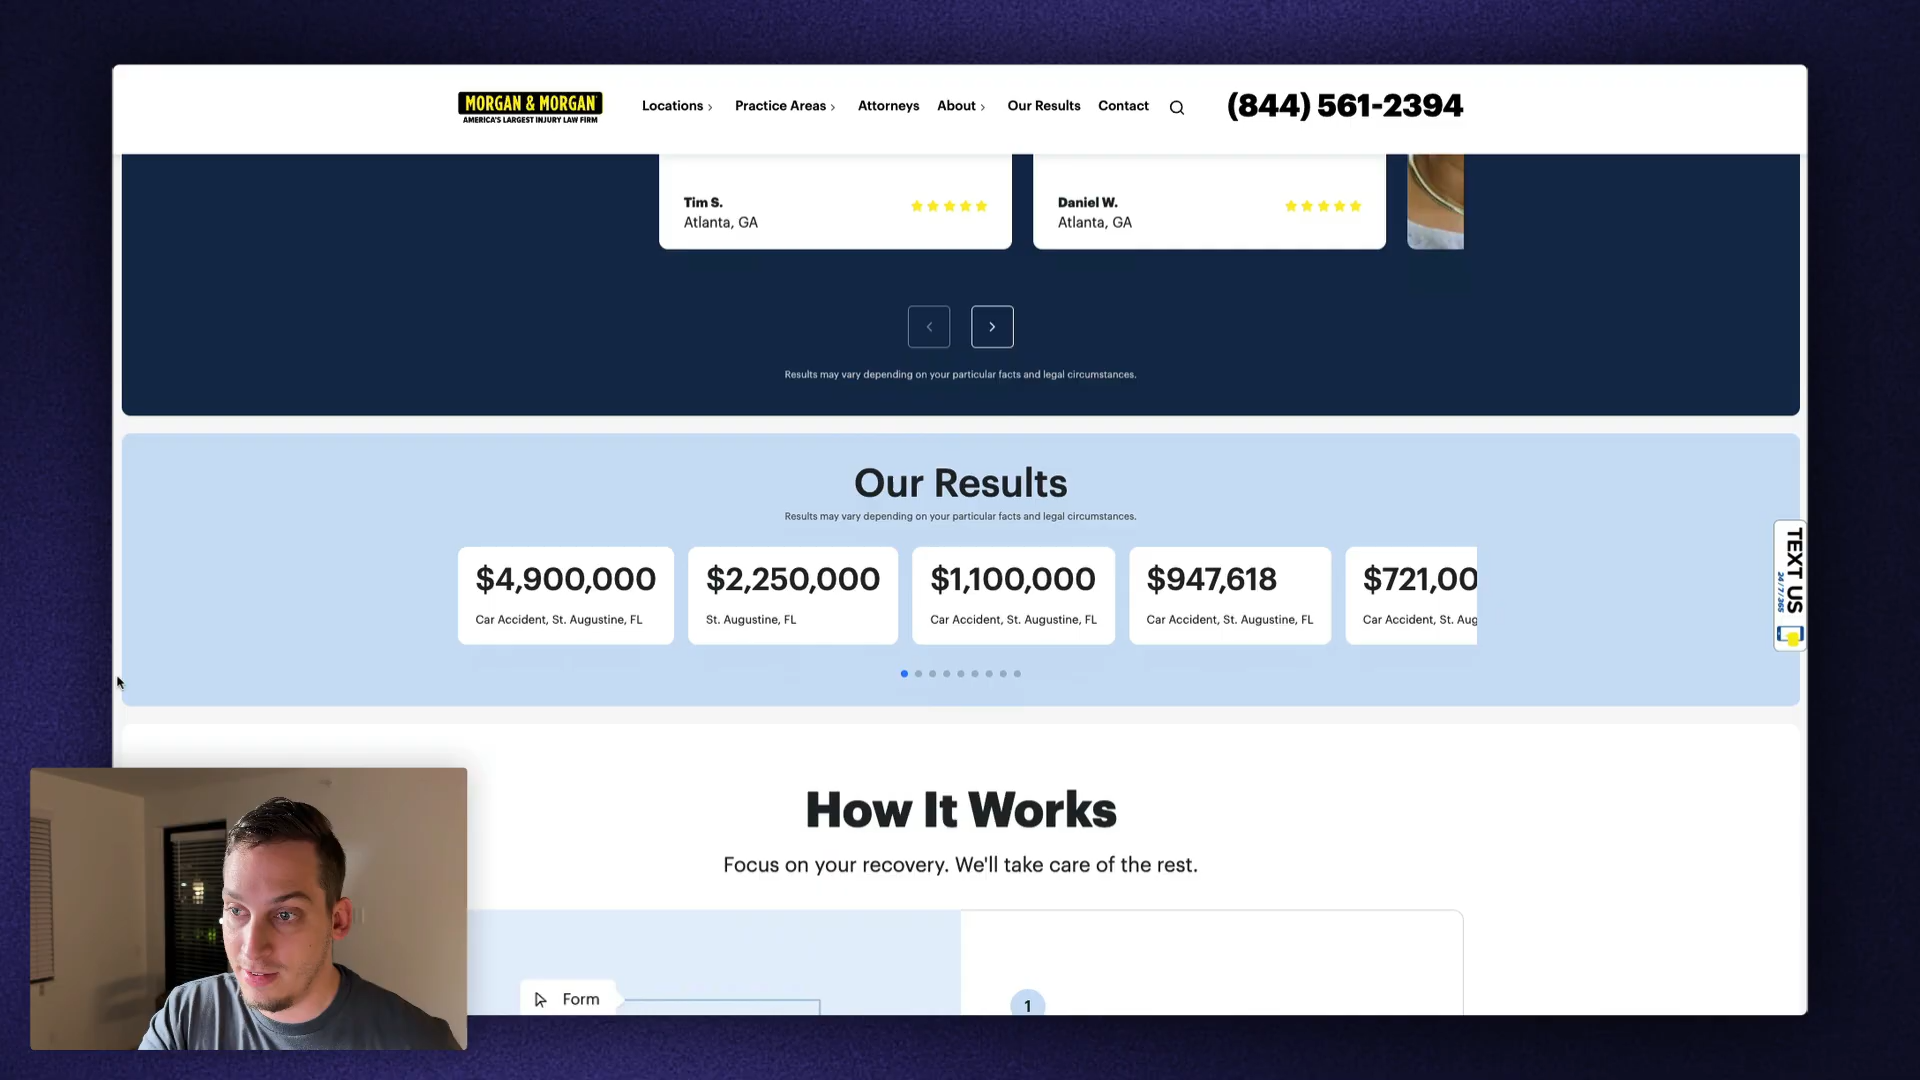 MORGAN & MORGAN
AMERICA'S LARGEST INJURY LAW FIRM
Locations
Practice Areas
Attorneys
About
Our Results
Contact
(844) 561-2394
Tim S.
Atlanta, GA
Daniel W.
Atlanta, GA
Results may vary depending on your particular facts and legal circumstances.
Our Results
Results may vary depending on your particular facts and legal circumstances.
$4,900,000
Car Accident, St. Augustine, FL
$2,250,000
St. Augustine, FL
$1,100,000
Car Accident, St. Augustine, FL
$947,618
Car Accident, St. Augustine, FL
$721,00
Car Accident, St. Aug
TEXT US
24/7/365
How It Works
Focus on your recovery. We'll take care of the rest.
Form
1